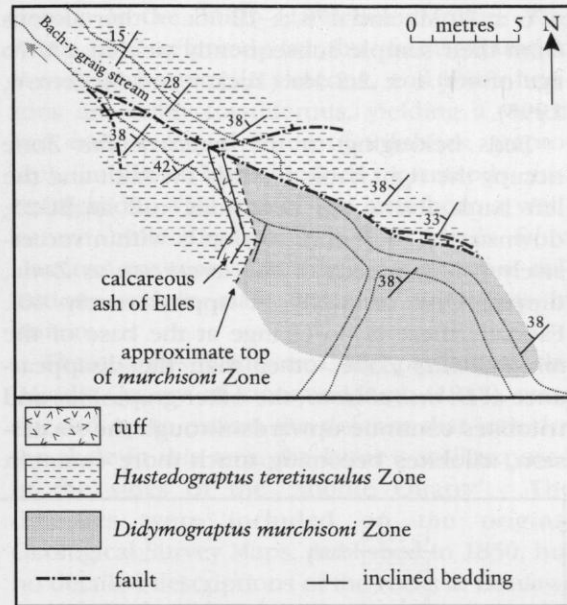 0 metres 5 N
Bach-y-graig stream
15
28
38
38
42
38
33
38
38
calcareous
ash of Elles
approximate top
of murchisoni Zone
tuff
Hustedograptus teretiusculus Zone
Didymograptus murchisoni Zone
fault
inclined bedding